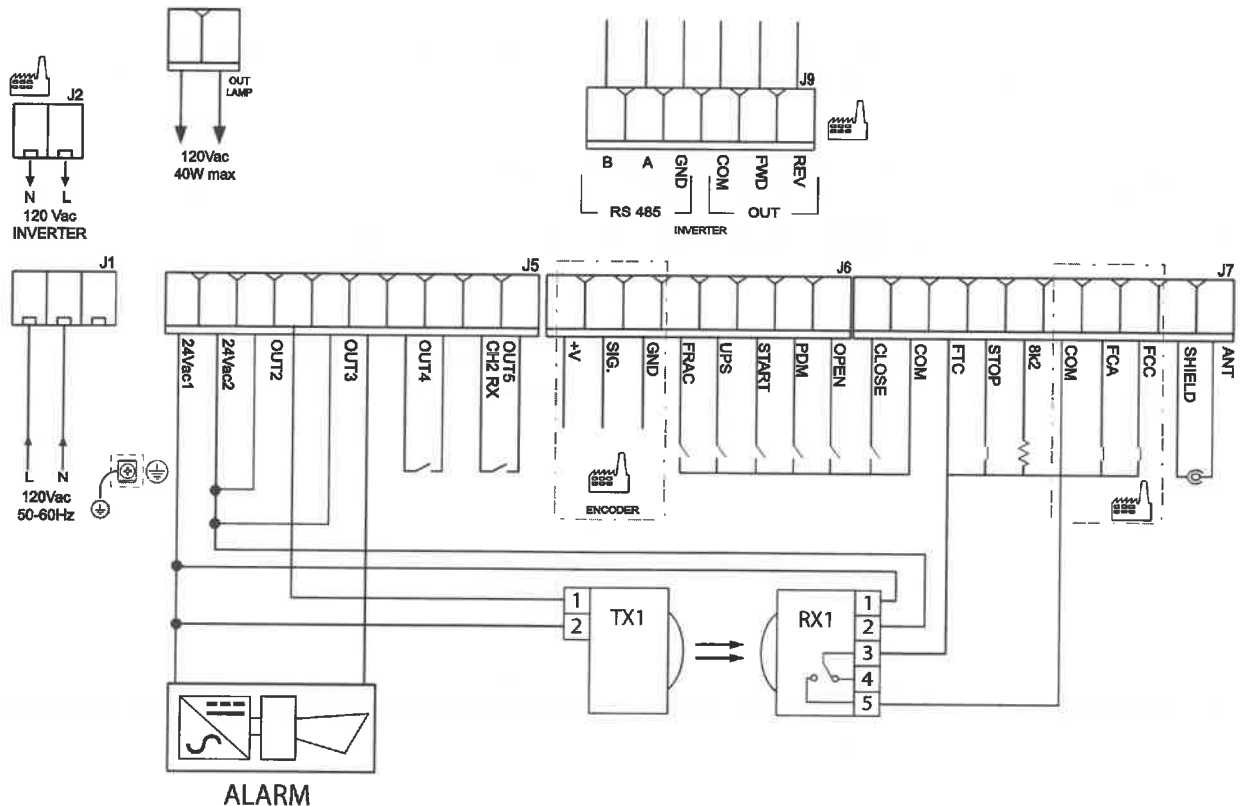 OUT
LAMP
120Vac
40W max
J2
N L
120 Vac
INVERTER
J9
B A GND COM FWD REV
RS 485 OUT
INVERTER
J1
L N
120Vac
50-60Hz
J5
24Vac1 24Vac2 OUT2 OUT3 OUT4 OUT5
CH2 RX
J6
+V SIG. GND FRAC UPS START PDM OPEN
ENCODER
J7
CLOSE COM FTC STOP 8k2 COM FCA FCC SHIELD ANT
1
2
TX1
RX1
1
2
3
4
5
ALARM